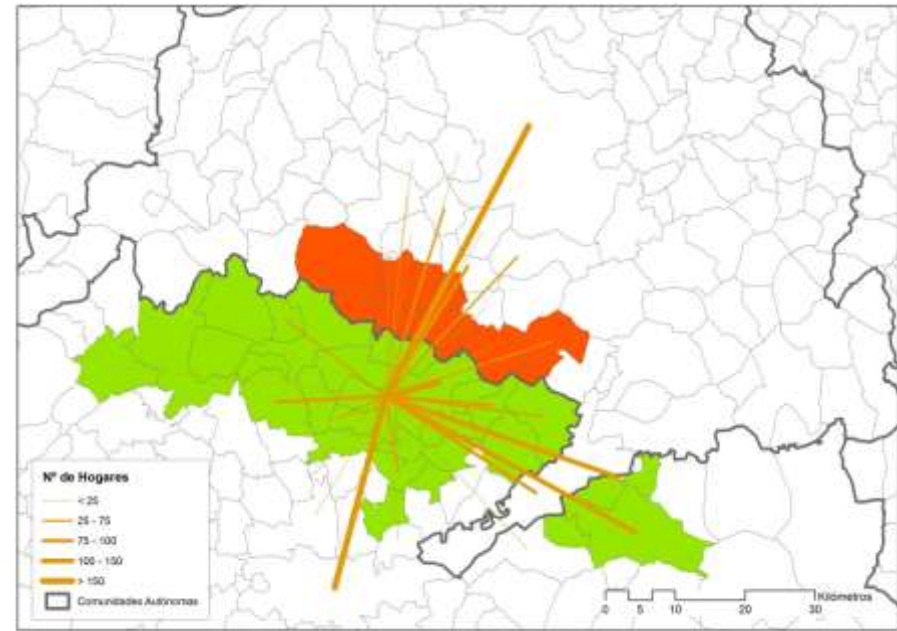 Nº de Hogares
< 25
25 - 75
75 - 100
100 - 150
> 150
Comunidades Autónomas
Kilómetros
0 5 10 20 30